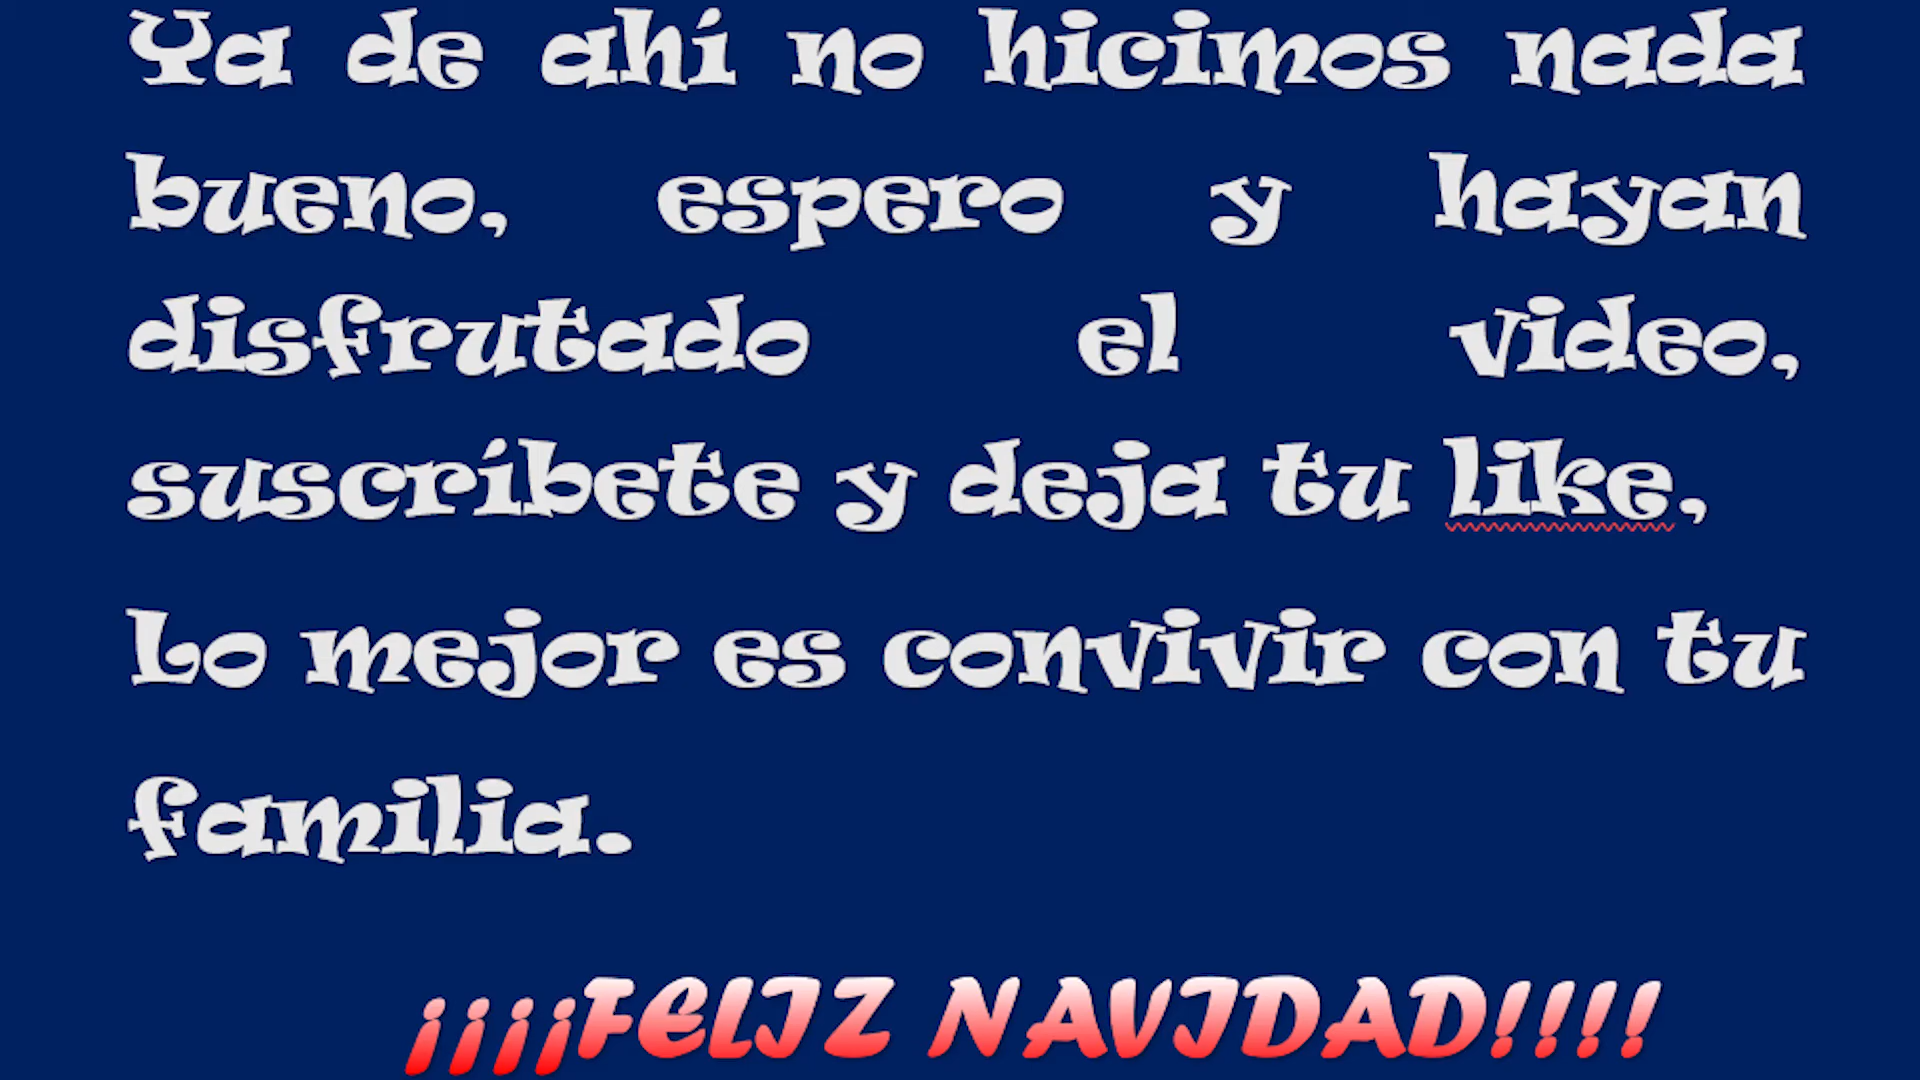 Ya de ahí no hicimos nada
bueno, espero y hayan
disfrutado el video,
suscríbete y deja tu like,
Lo mejor es convivir con tu
familia.
¡¡¡¡FELIZ NAVIDAD!!!!